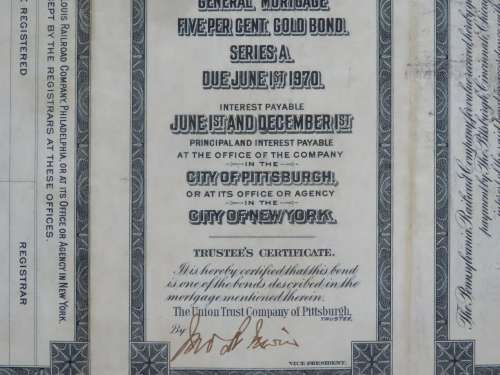 GENERAL MORTGAGE
FIVE PER CENT. GOLD BOND.
SERIES A.
DUE JUNE 1ST 1970.
INTEREST PAYABLE
JUNE 1ST AND DECEMBER 1ST
PRINCIPAL AND INTEREST PAYABLE
AT THE OFFICE OF THE COMPANY
IN THE
CITY OF PITTSBURGH,
OR AT ITS OFFICE OR AGENCY
IN THE
CITY OF NEW YORK.
TRUSTEE'S CERTIFICATE.
It is hereby certified that this bond
is one of the bonds described in the
mortgage mentioned therein.
The Union Trust Company of Pittsburgh,
TRUSTEE,
By
VICE PRESIDENT.
LOUIS RAILROAD COMPANY, PHILADELPHIA, OR AT ITS OFFICE OR AGENCY IN NEW YORK.
CEPT BY THE REGISTRARS AT THESE OFFICES.
E REGISTERED
REGISTRAR
The Pennsylvania Railroad Company